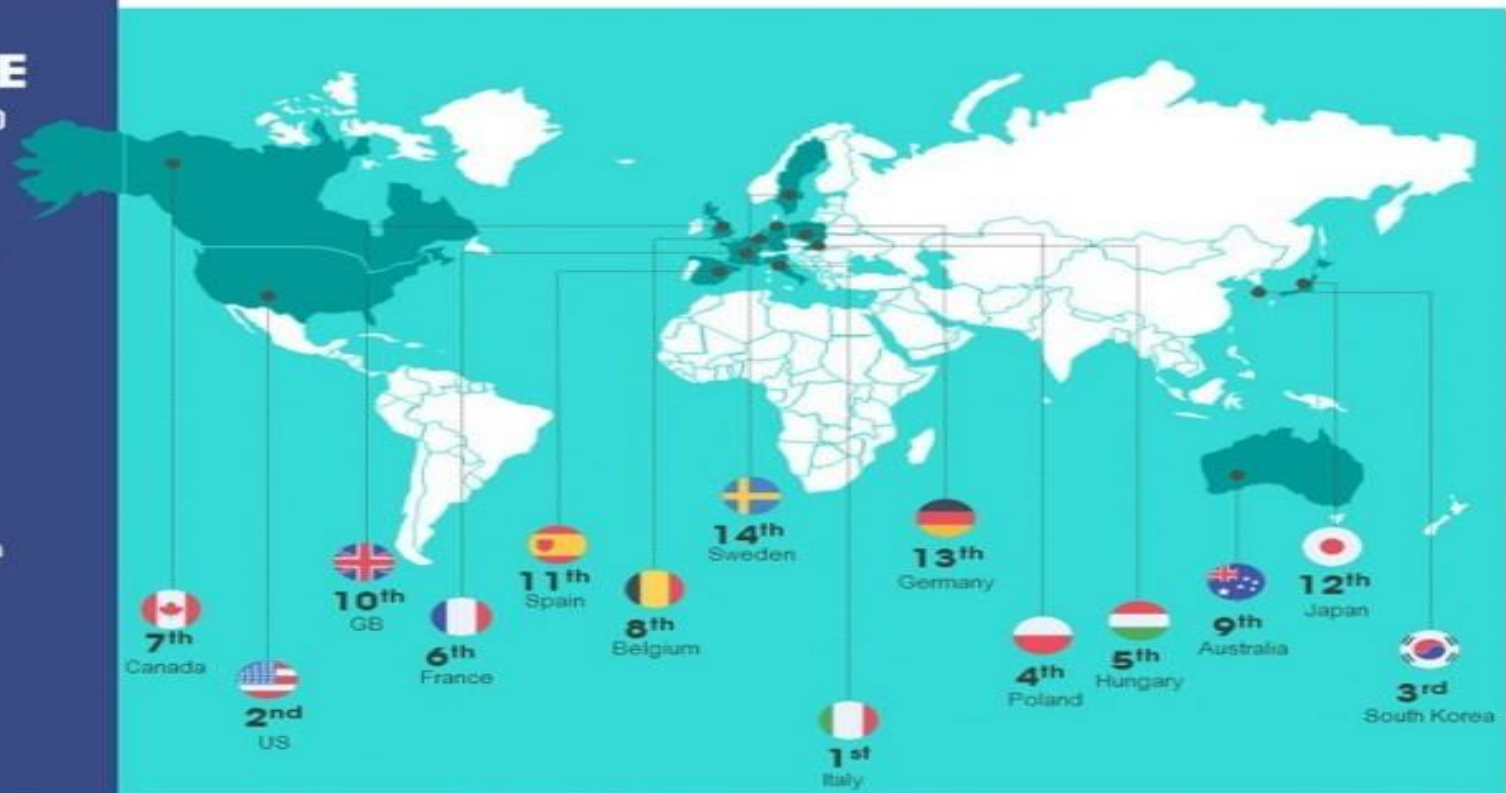 E
14th
Sweden
13th
Germany
11th
Spain
12th
Japan
10th
GB
8th
Belgium
9th
Australia
7th
Canada
6th
France
4th
Poland
5th
Hungary
3rd
South Korea
2nd
US
1st
Italy